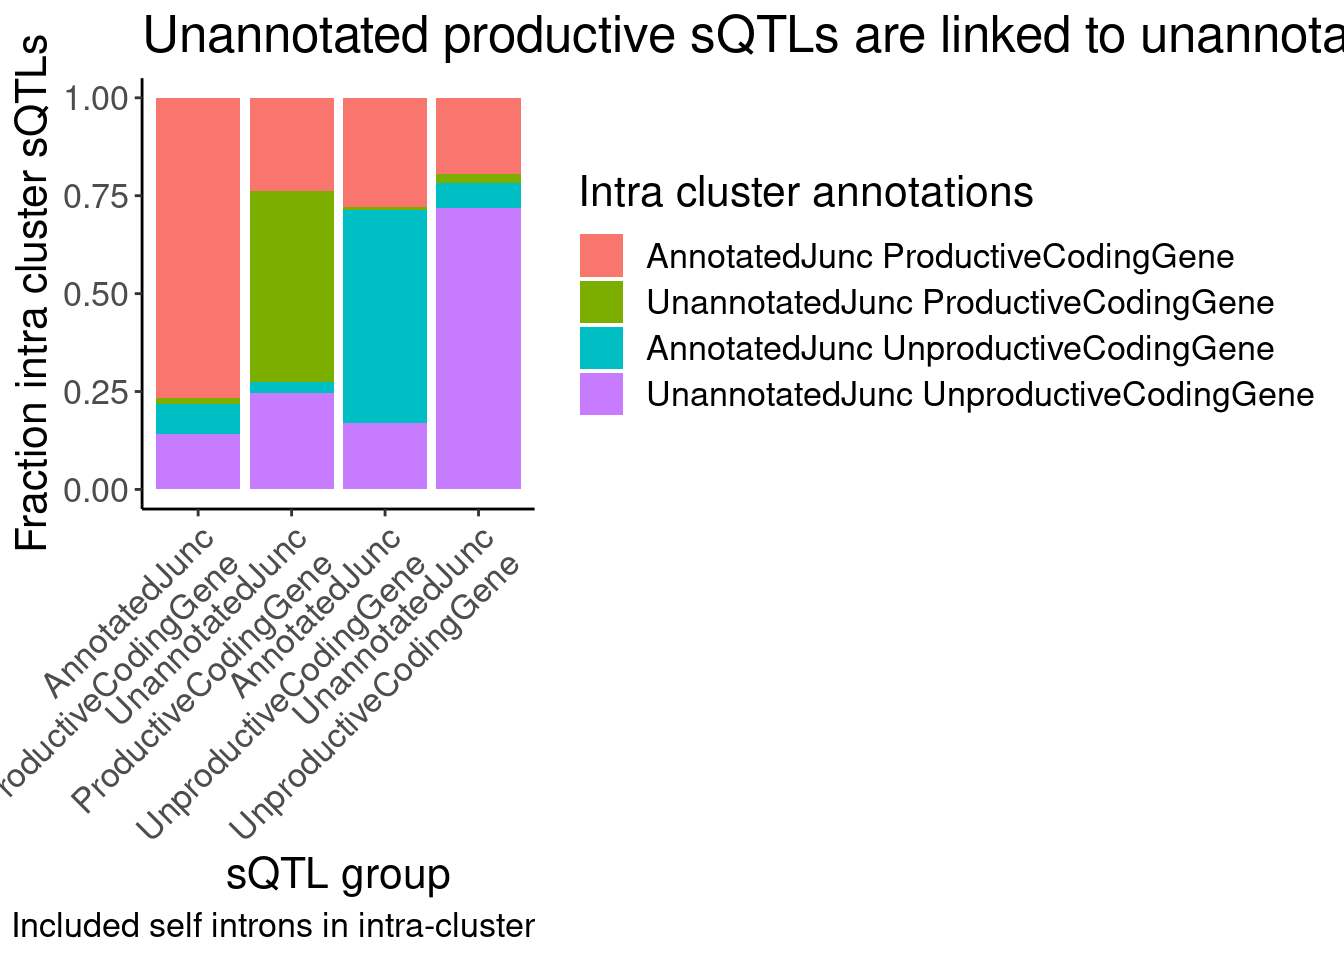 Unannotated productive sQTLs are linked to unannota
Fraction intra cluster sQTLs
1.00
0.75
0.50
0.25
0.00
AnnotatedJunc
roductiveCodingGene
UnannotatedJunc
ProductiveCodingGene
AnnotatedJunc
UnproductiveCodingGene
UnannotatedJunc
UnproductiveCodingGene
sQTL group
Included self introns in intra-cluster
Intra cluster annotations
AnnotatedJunc ProductiveCodingGene
UnannotatedJunc ProductiveCodingGene
AnnotatedJunc UnproductiveCodingGene
UnannotatedJunc UnproductiveCodingGene